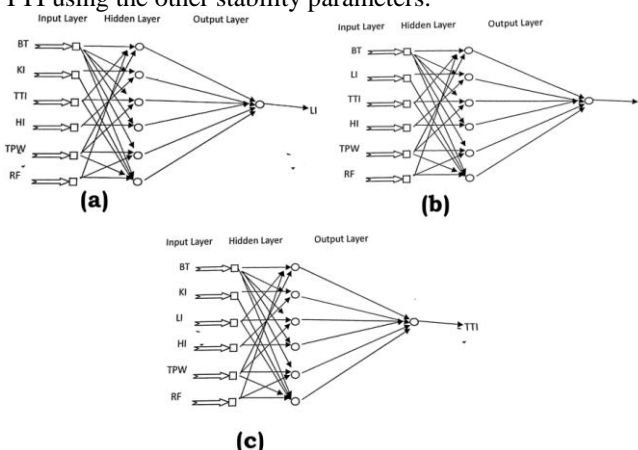 TTI using the other stability parameters.
Input Layer Hidden Layer Output Layer
BT
KI
TTI
HI
TPW
RF
LI
(a)
Input Layer Hidden Layer Output Layer
BT
LI
TTI
HI
TPW
RF
(b)
Input Layer Hidden Layer Output Layer
BT
KI
LI
HI
TPW
RF
TTI
(c)